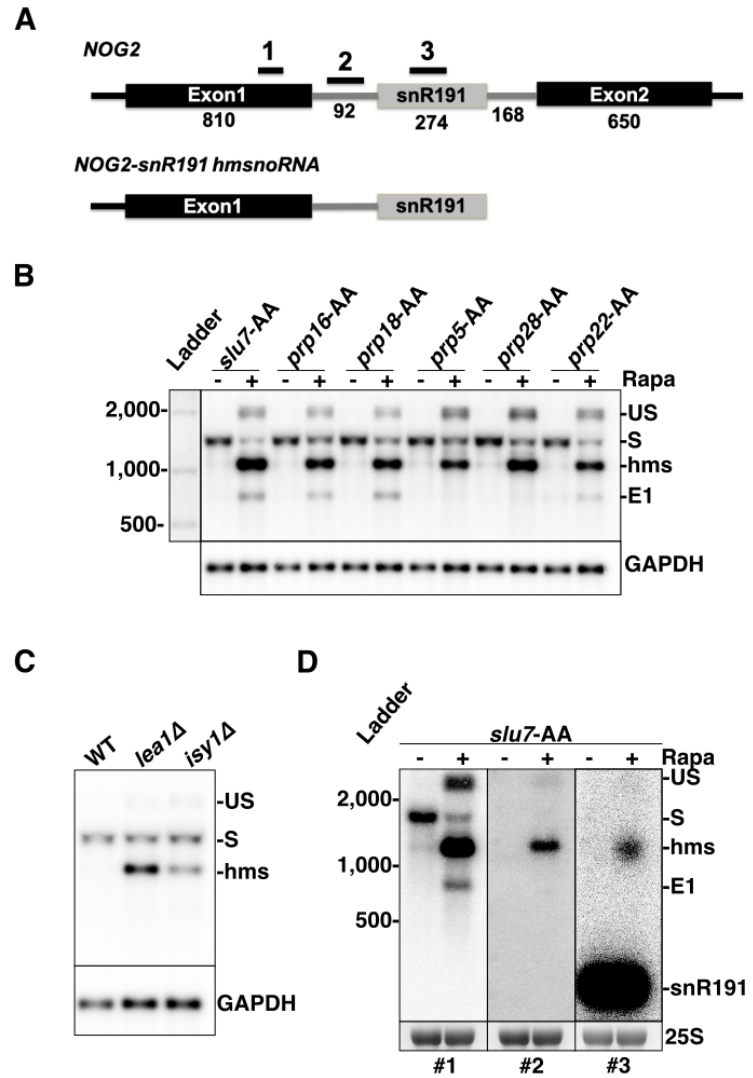 A
NOG2
1 2 3
Exon1 snR191 Exon2
810 92 274 168 650
NOG2-snR191 hmsnoRNA
Exon1 snR191
B
Ladder slu7-AA prp16-AA prp18-AA prp5-AA prp28-AA prp22-AA
- + - + - + - + - + - + Rapa
2,000- -US
-S
1,000- -hms
-E1
500-
GAPDH
C
WT lea1Δ isy1Δ
-US
-S
-hms
GAPDH
D
Ladder slu7-AA
- + - + - + Rapa
-US
2,000-
-S
-hms
1,000-
-E1
500-
-snR191
25S
#1 #2 #3